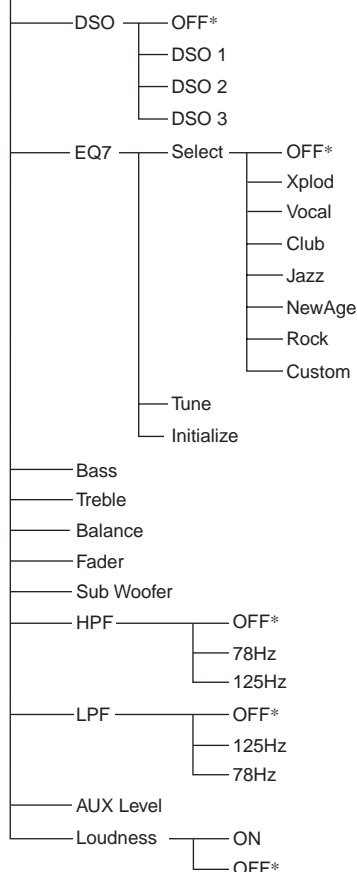 DSO OFF*
DSO 1
DSO 2
DSO 3
EQ7 Select OFF*
Xplod
Vocal
Club
Jazz
NewAge
Rock
Custom
Tune
Initialize
Bass
Treble
Balance
Fader
Sub Woofer
HPF OFF*
78Hz
125Hz
LPF OFF*
125Hz
78Hz
AUX Level
Loudness ON
OFF*